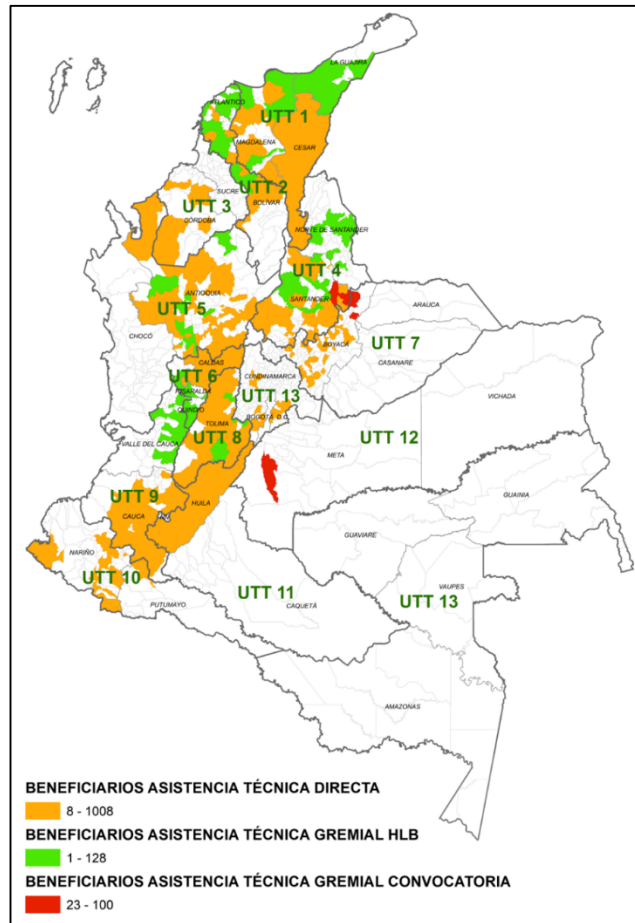 LA GUAJIRA
ATLANTICO
UTT 1
MAGDALENA
CESAR
SUCRE
UTT 2
BOLIVAR
UTT 3
CÓRDOBA
NORTE DE SANTANDER
UTT 4
ANTIOQUIA
SANTANDER
ARAUCA
UTT 5
CHOCÓ
BOYACA
UTT 7
CASANARE
CALDAS
UTT 6
CUNDINAMARCA
VICHADA
RISARALDA
UTT 13
QUINDIO
BOGOTA D.C.
TOLIMA
UTT 8
UTT 12
VALLE DEL CAUCA
META
GUAINIA
UTT 9
HUILA
CAUCA
GUAVIARE
NARIÑO
UTT 10
UTT 11
VAUPES
UTT 13
PUTUMAYO
CAQUETÁ
AMAZONAS
BENEFICIARIOS ASISTENCIA TÉCNICA DIRECTA
8 - 1008
BENEFICIARIOS ASISTENCIA TÉCNICA GREMIAL HLB
1 - 128
BENEFICIARIOS ASISTENCIA TÉCNICA GREMIAL CONVOCATORIA
23 - 100